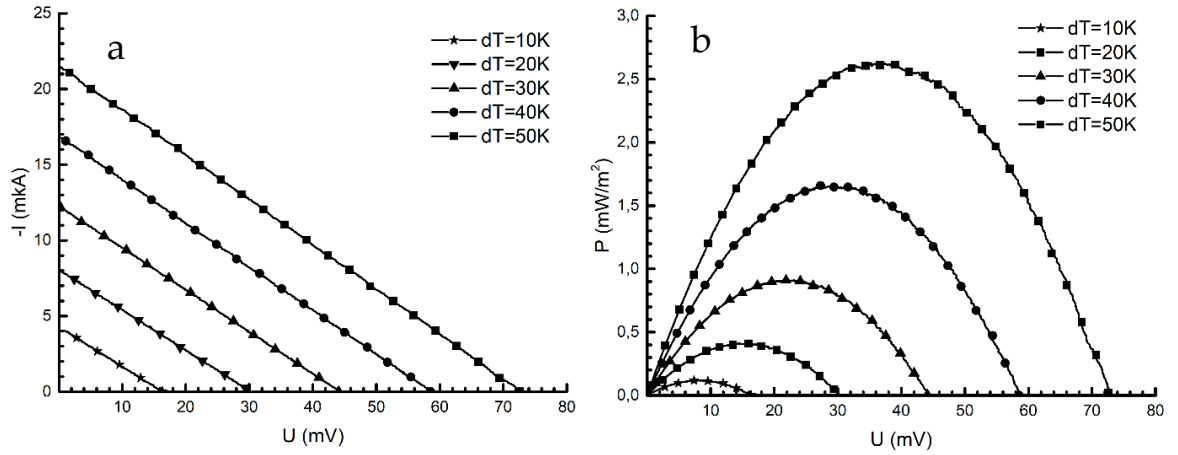 a
-I (mkA)
25
20
15
10
5
0
10 20 30 40 50 60 70 80
U (mV)
dT=10K
dT=20K
dT=30K
dT=40K
dT=50K
b
P (mW/m²)
3,0
2,5
2,0
1,5
1,0
0,5
0,0
10 20 30 40 50 60 70 80
U (mV)
dT=10K
dT=20K
dT=30K
dT=40K
dT=50K